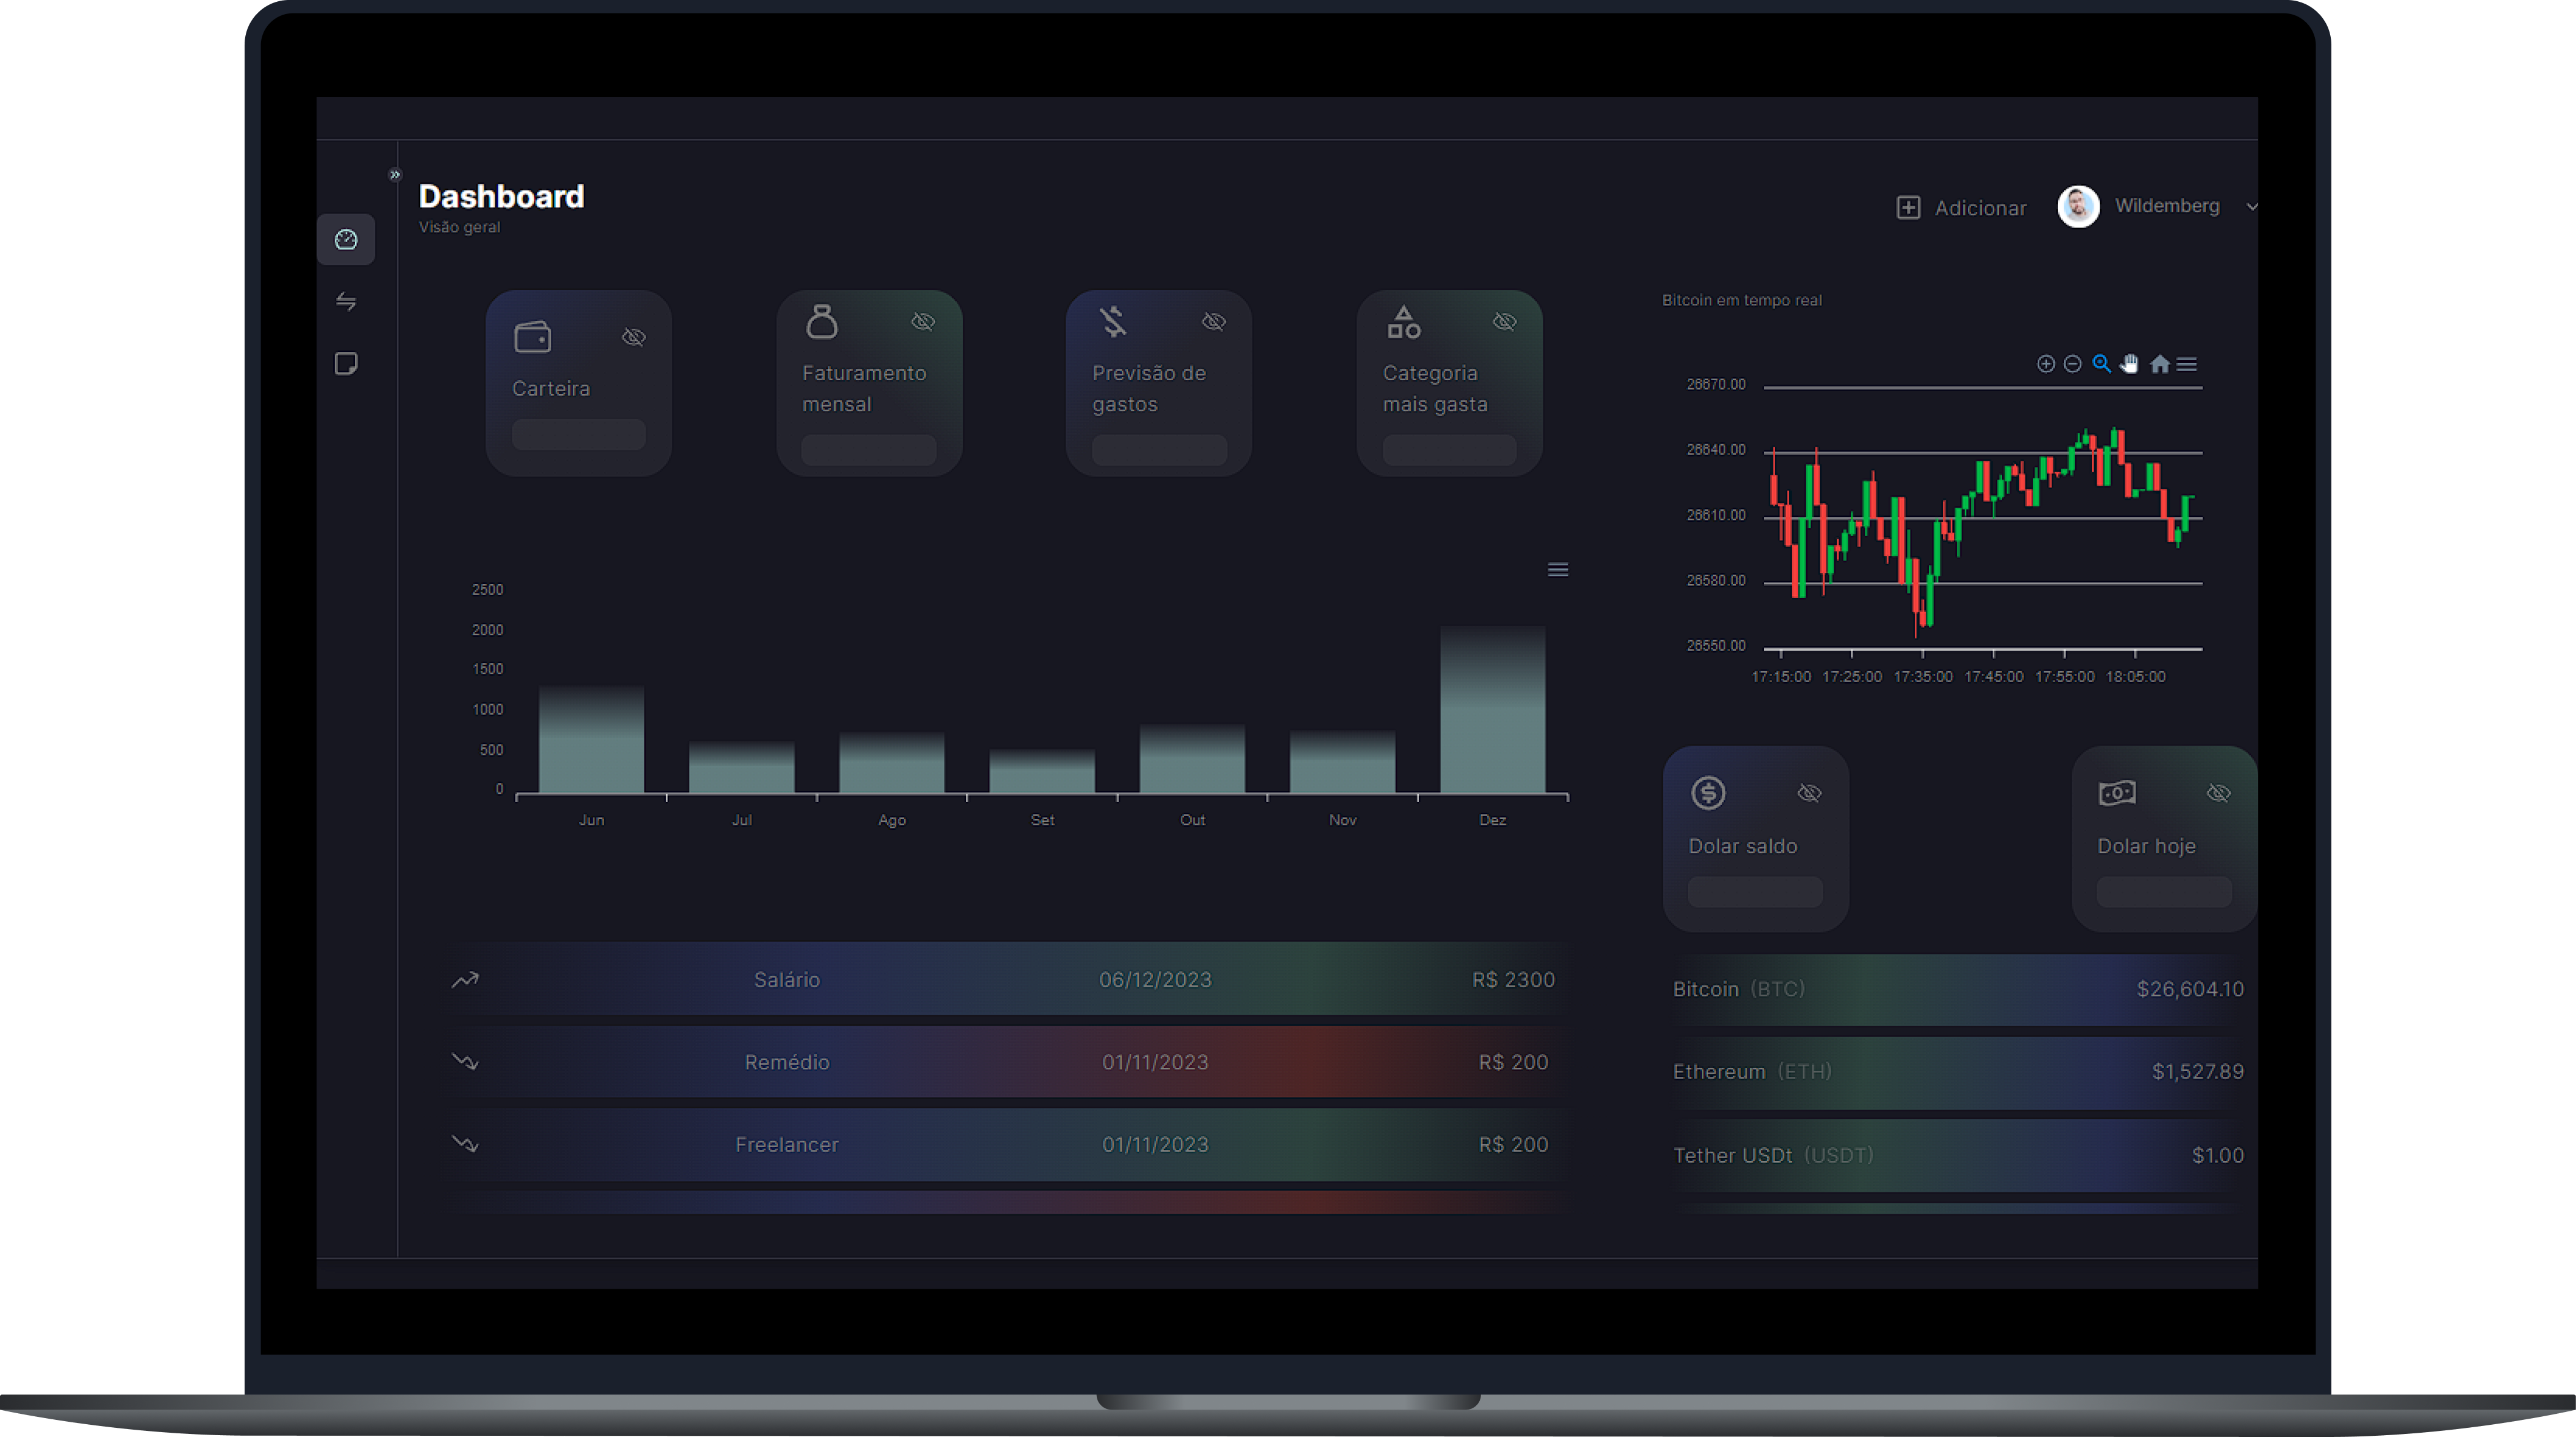 Dashboard
Visão geral
Adicionar
Wildemberg
Carteira
Faturamento
mensal
Previsão de
gastos
Categoria
mais gasta
Bitcoin em tempo real
26670.00
26640.00
26610.00
26580.00
26550.00
17:15:00 17:25:00 17:35:00 17:45:00 17:55:00 18:05:00
2500
2000
1500
1000
500
0
Jun Jul Ago Set Out Nov Dez
Dolar saldo
Dolar hoje
Salário 06/12/2023 R$ 2300
Remédio 01/11/2023 R$ 200
Freelancer 01/11/2023 R$ 200
Bitcoin (BTC) $26,604.10
Ethereum (ETH) $1,527.89
Tether USDt (USDT) $1.00